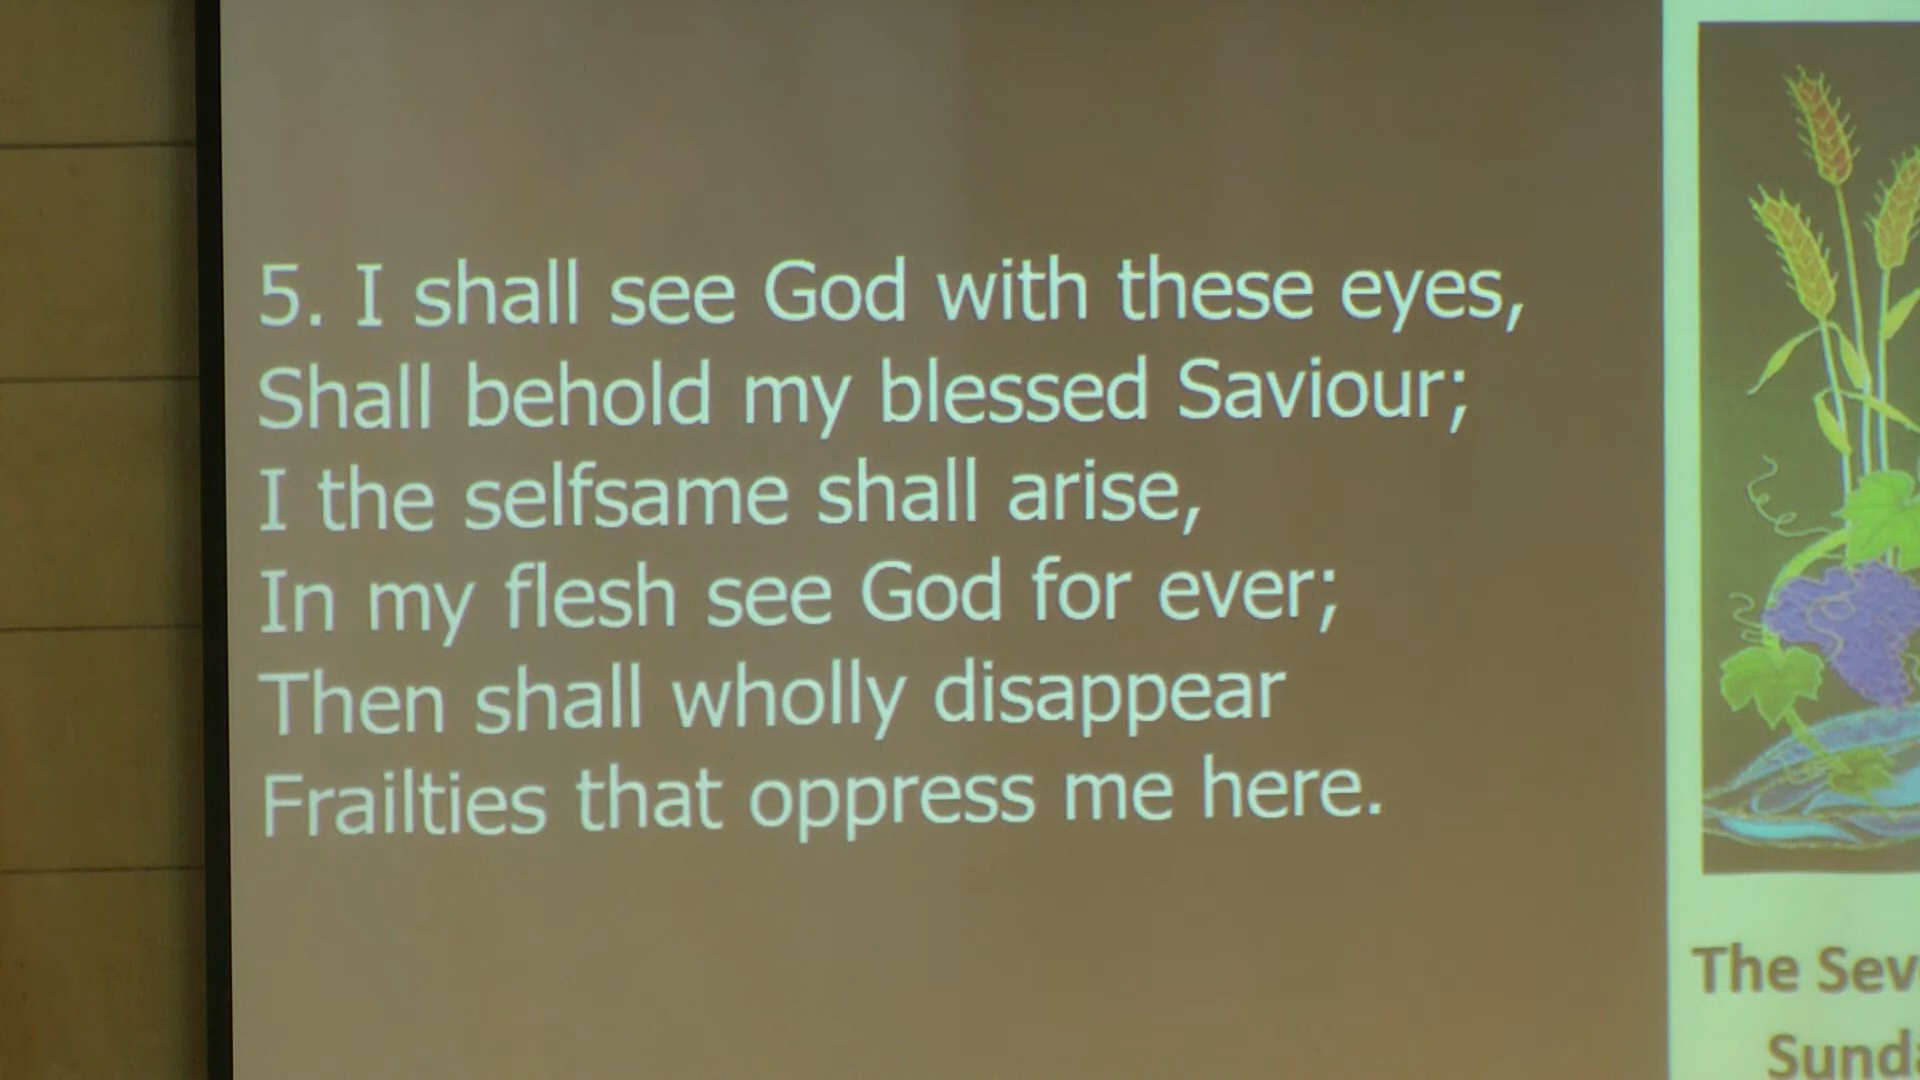 5. I shall see God with these eyes,
Shall behold my blessed Saviour;
I the selfsame shall arise,
In my flesh see God for ever;
Then shall wholly disappear
Frailties that oppress me here.
The Sev
Sunda